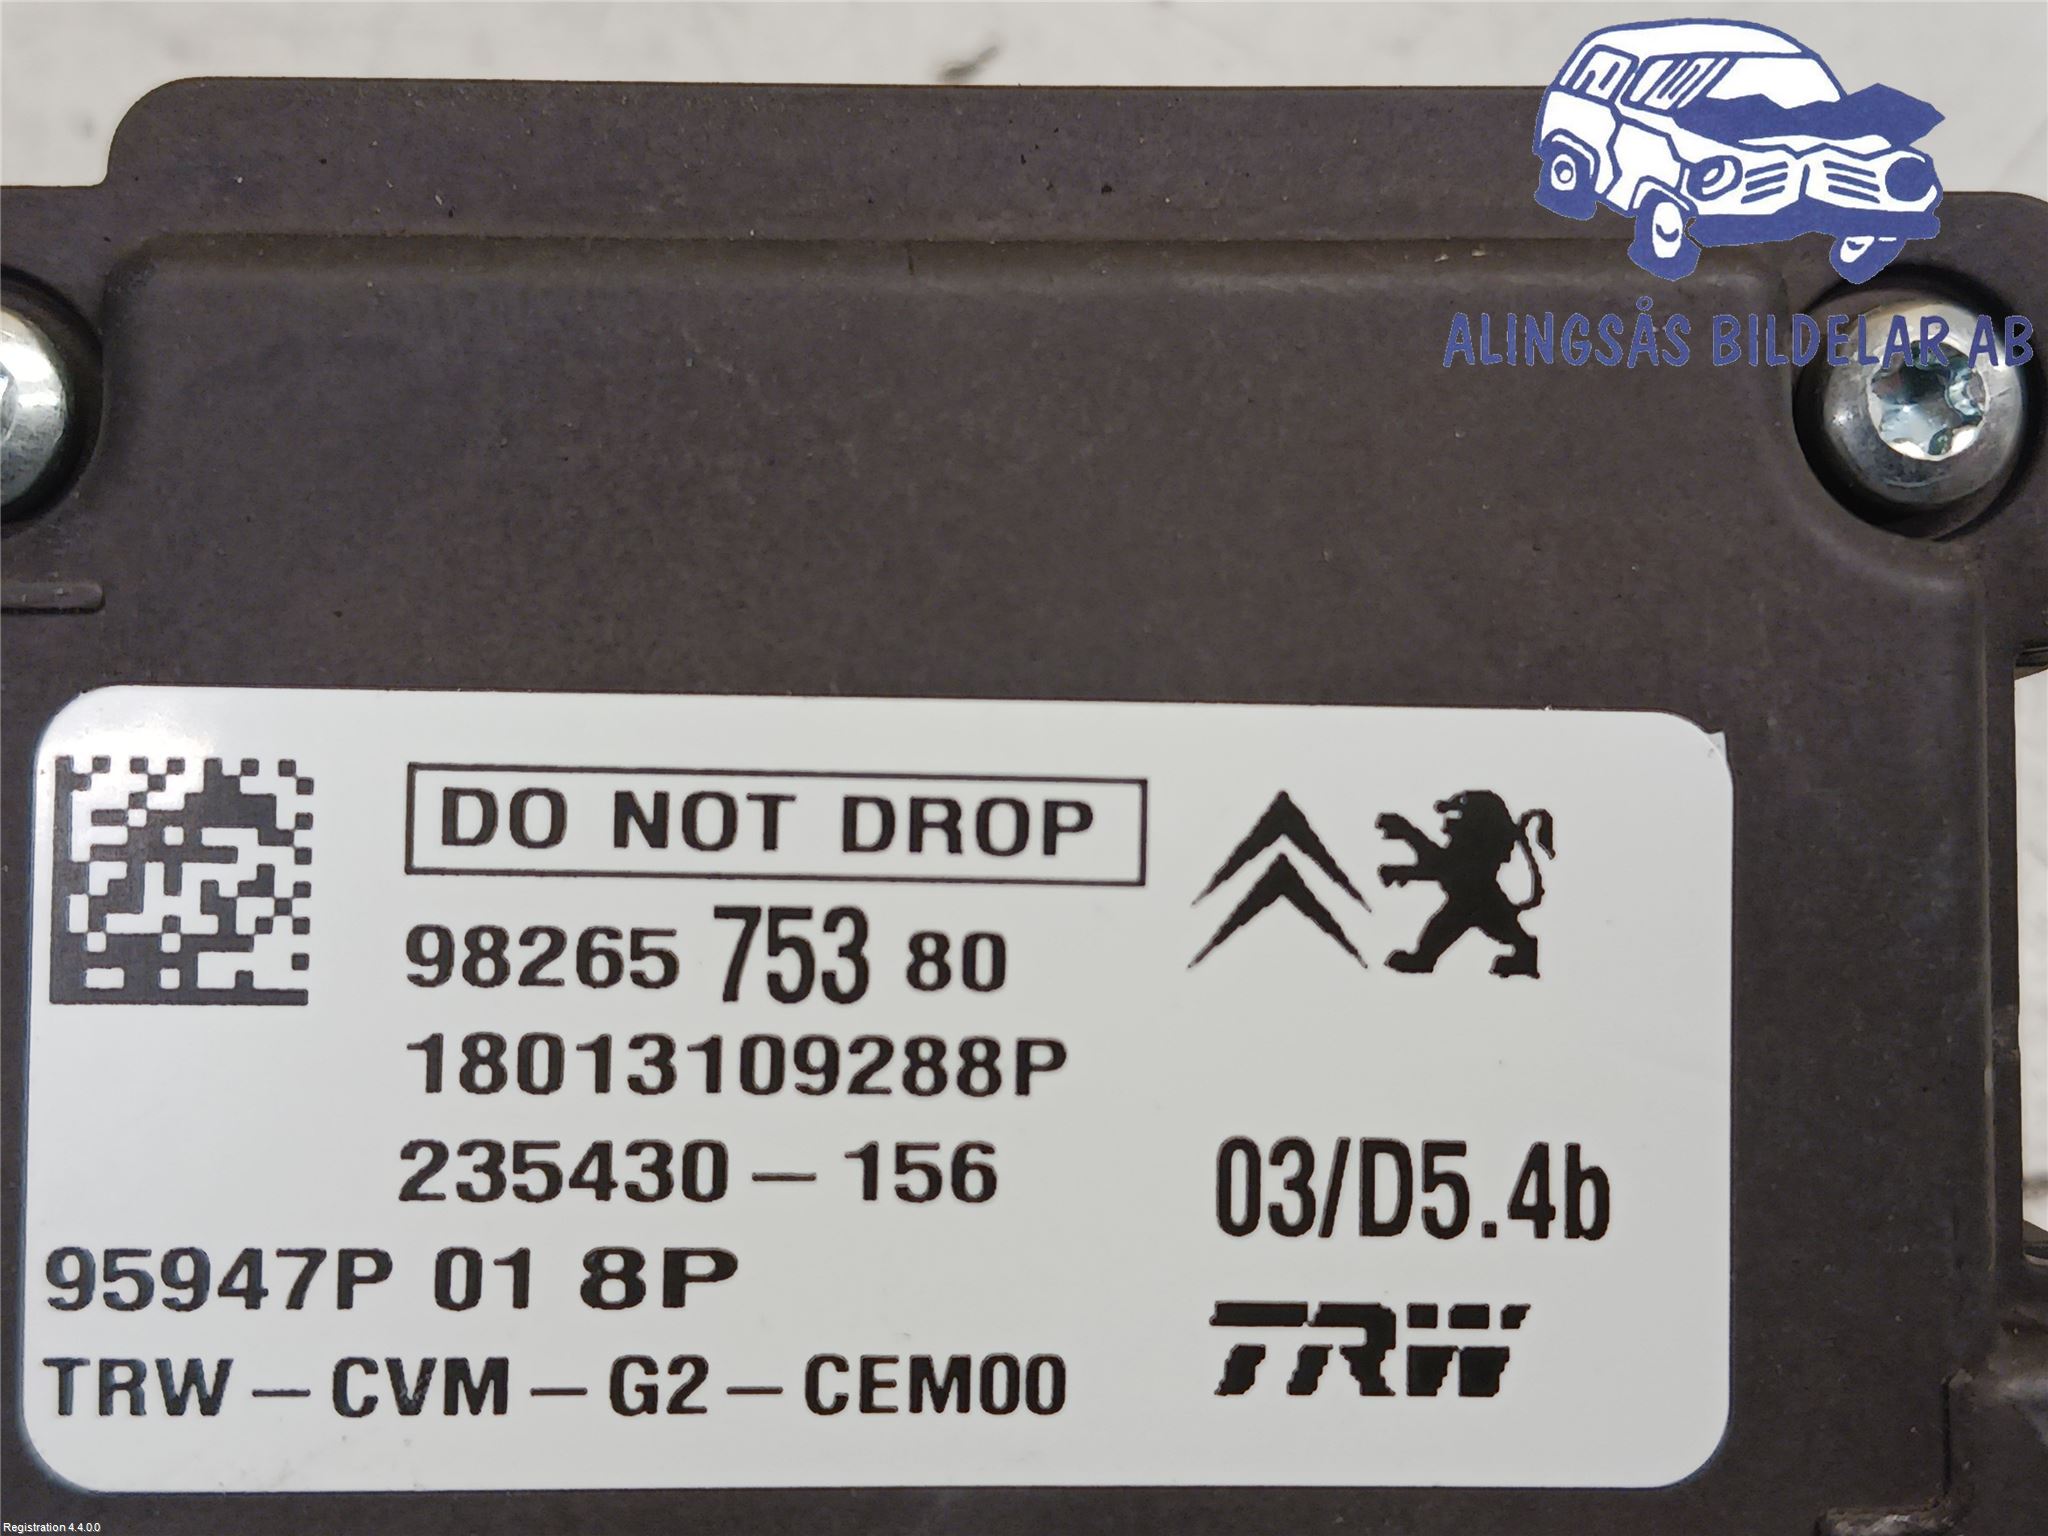 ALINGSÅS BILDELAR AB
DO NOT DROP
98265 753 80
18013109288P
235430-156
03/D5.4b
95947P 01 8P
TRW
TRW-CVM-G2-CEM00
Registration 4.4.0.0